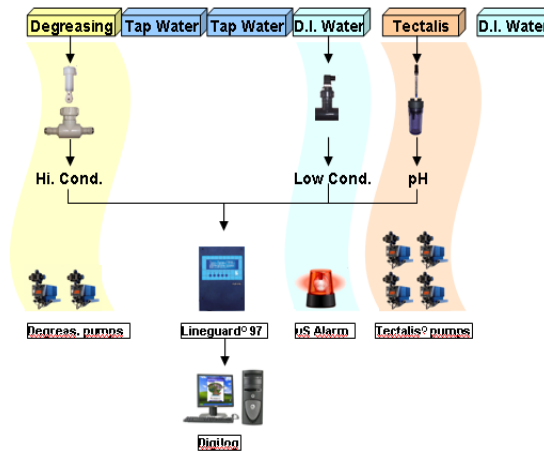 Degreasing
Tap Water
Tap Water
D.I. Water
Tectalis
D.I. Water
Hi. Cond.
Low Cond.
pH
Degreas. pumps
Lineguard© 97
uS Alarm
Tectalis© pumps
Digilog